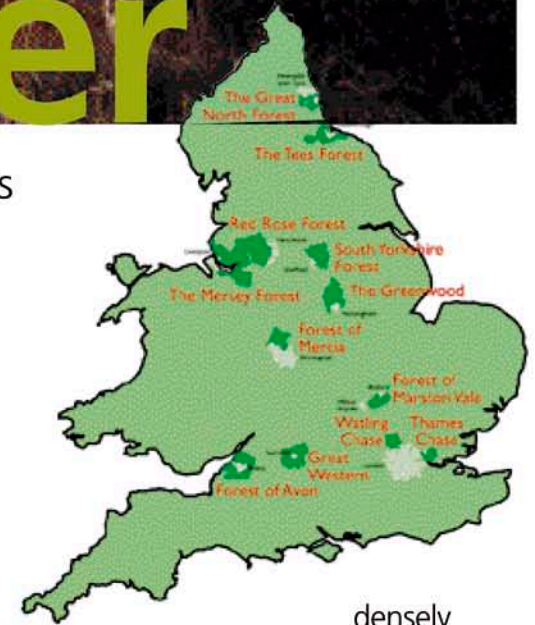 er
The Great
North Forest
The Tees Forest
s
Red Rose Forest
South Yorkshire
Forest
The Mersey Forest
The Greenwood
Forest of
Mercia
Forest of
Marston Vale
Watling
Chase
Thames
Chase
Great
Western
Forest of Avon
densely